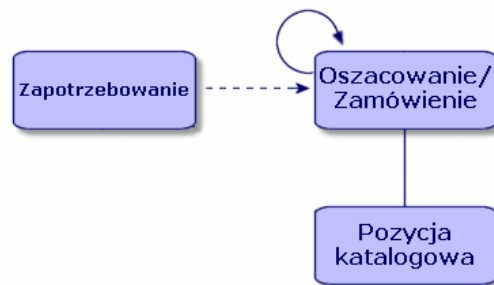 Zapotrzebowanie
Oszacowanie/
Zamówienie
Pozycja
katalogowa